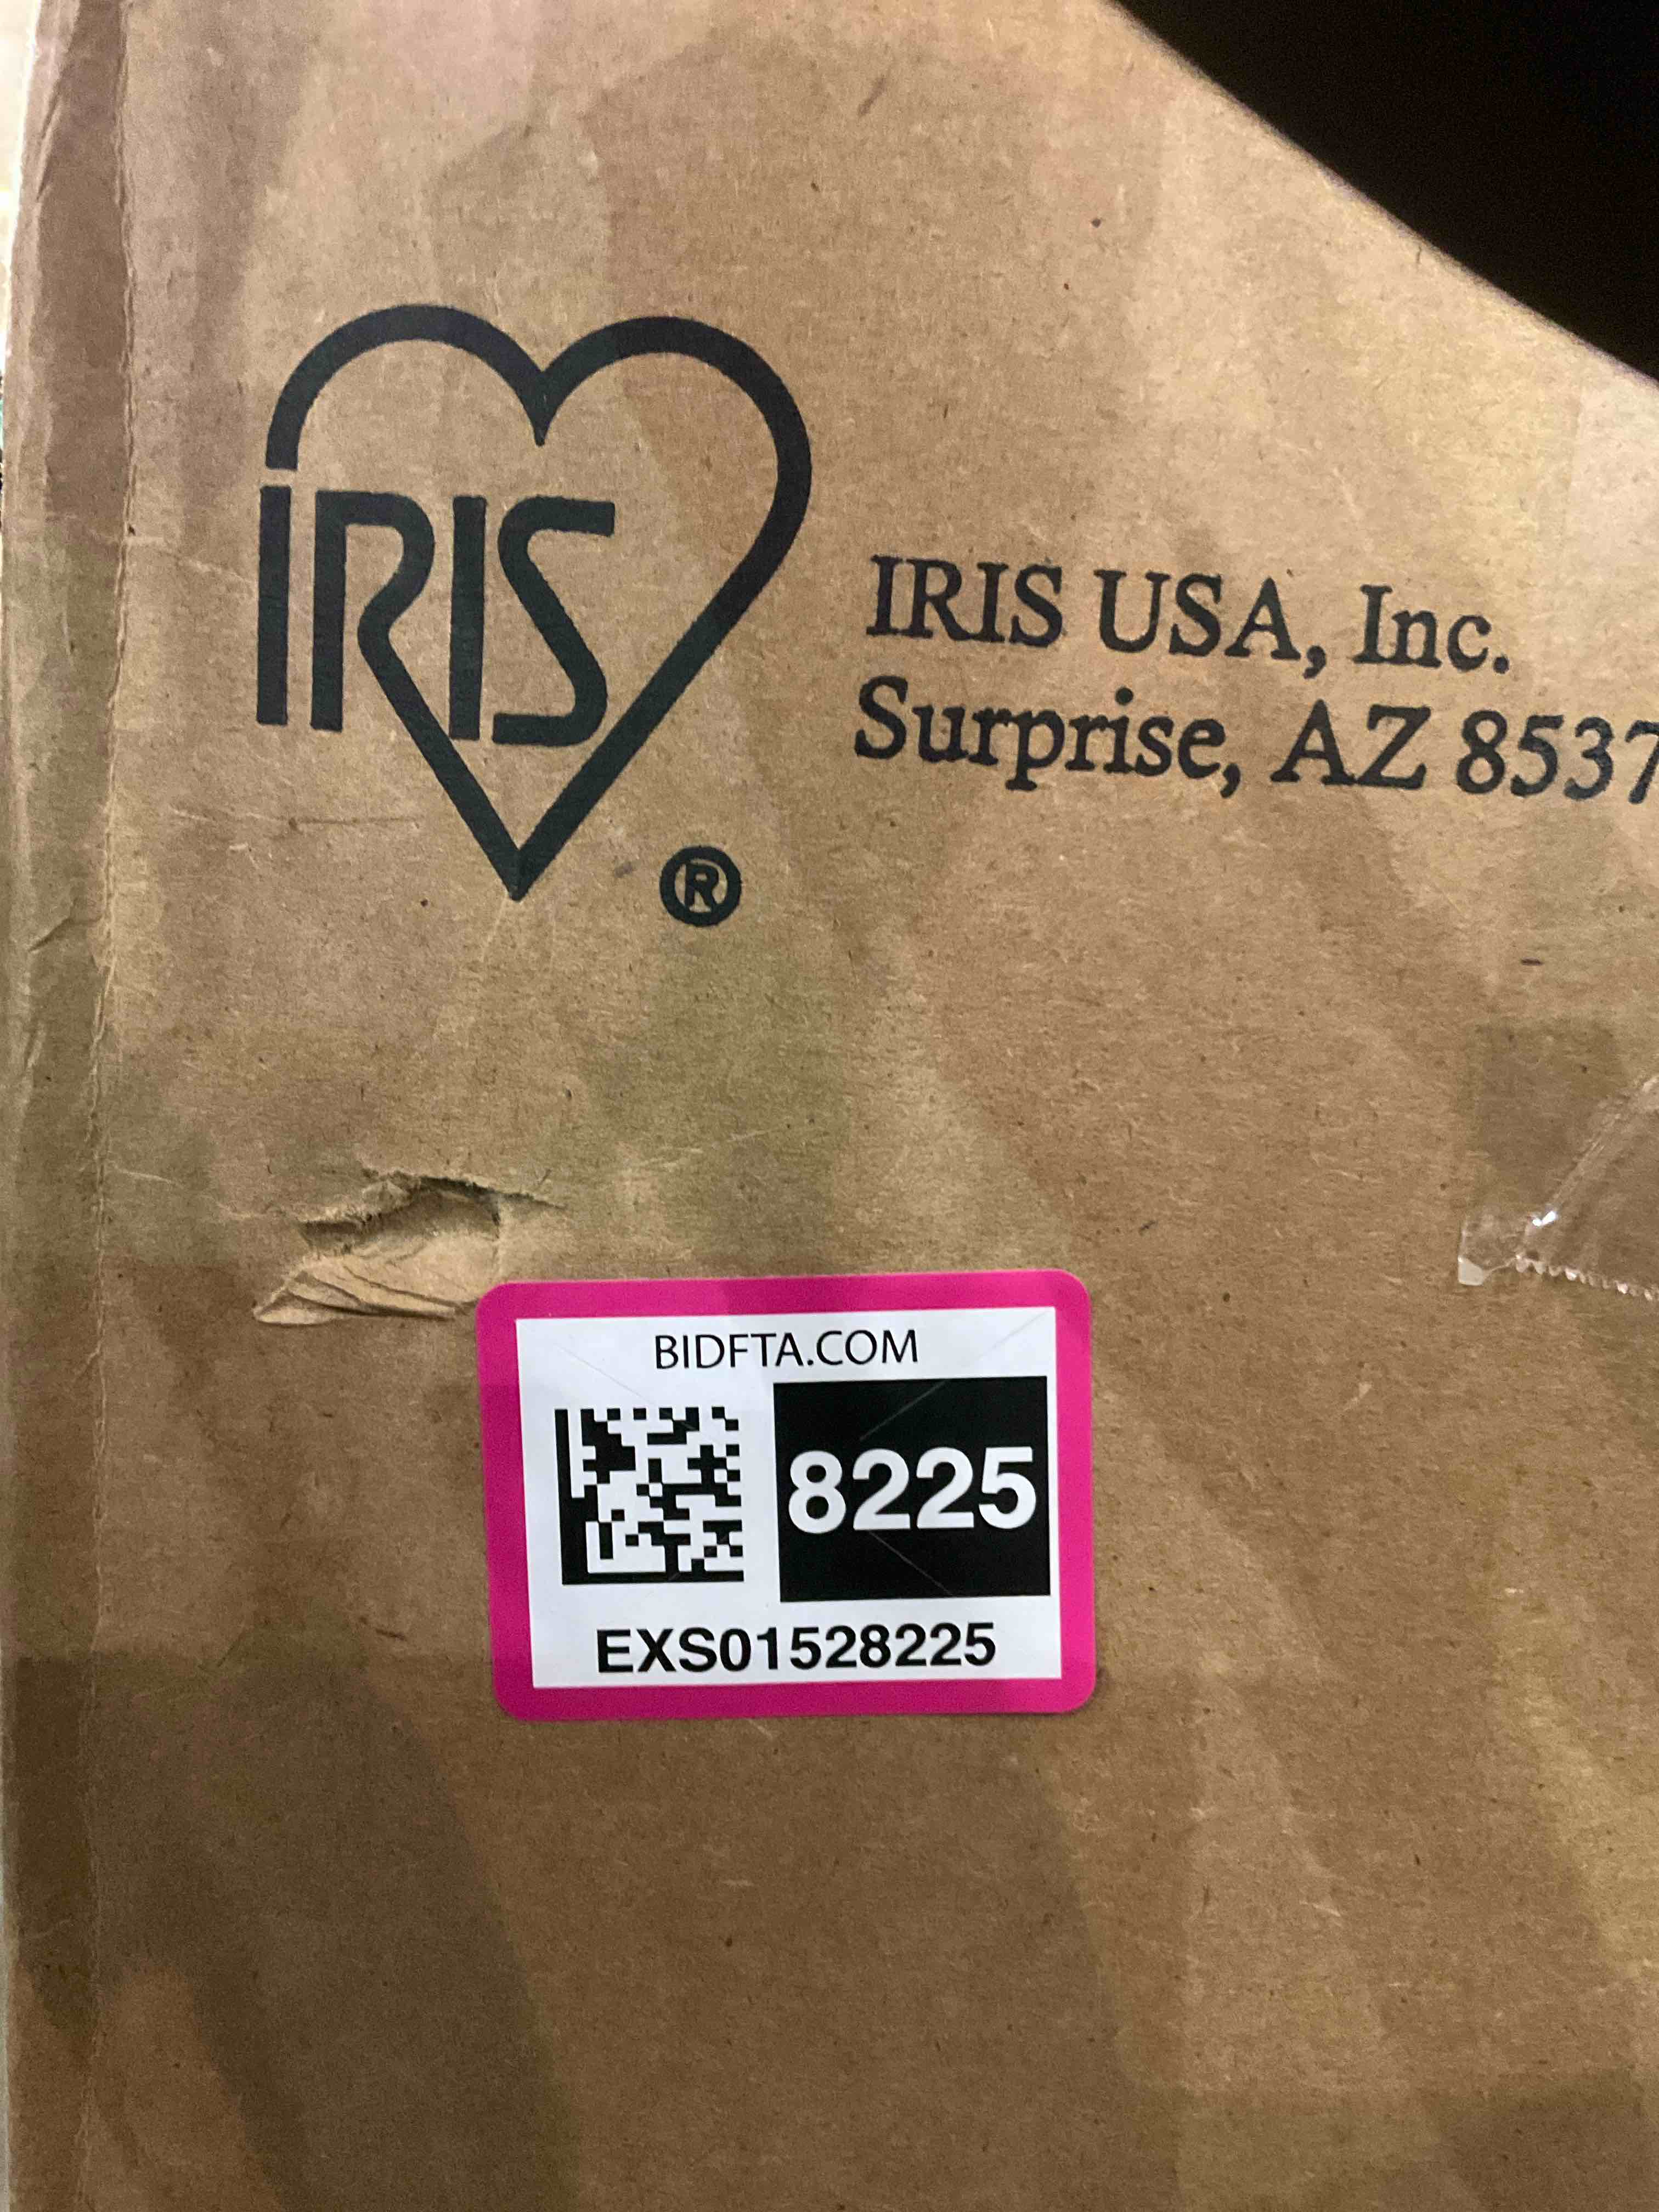 IRIS
®
IRIS USA, Inc.
Surprise, AZ 8537
BIDFTA.COM
8225
EXS01528225